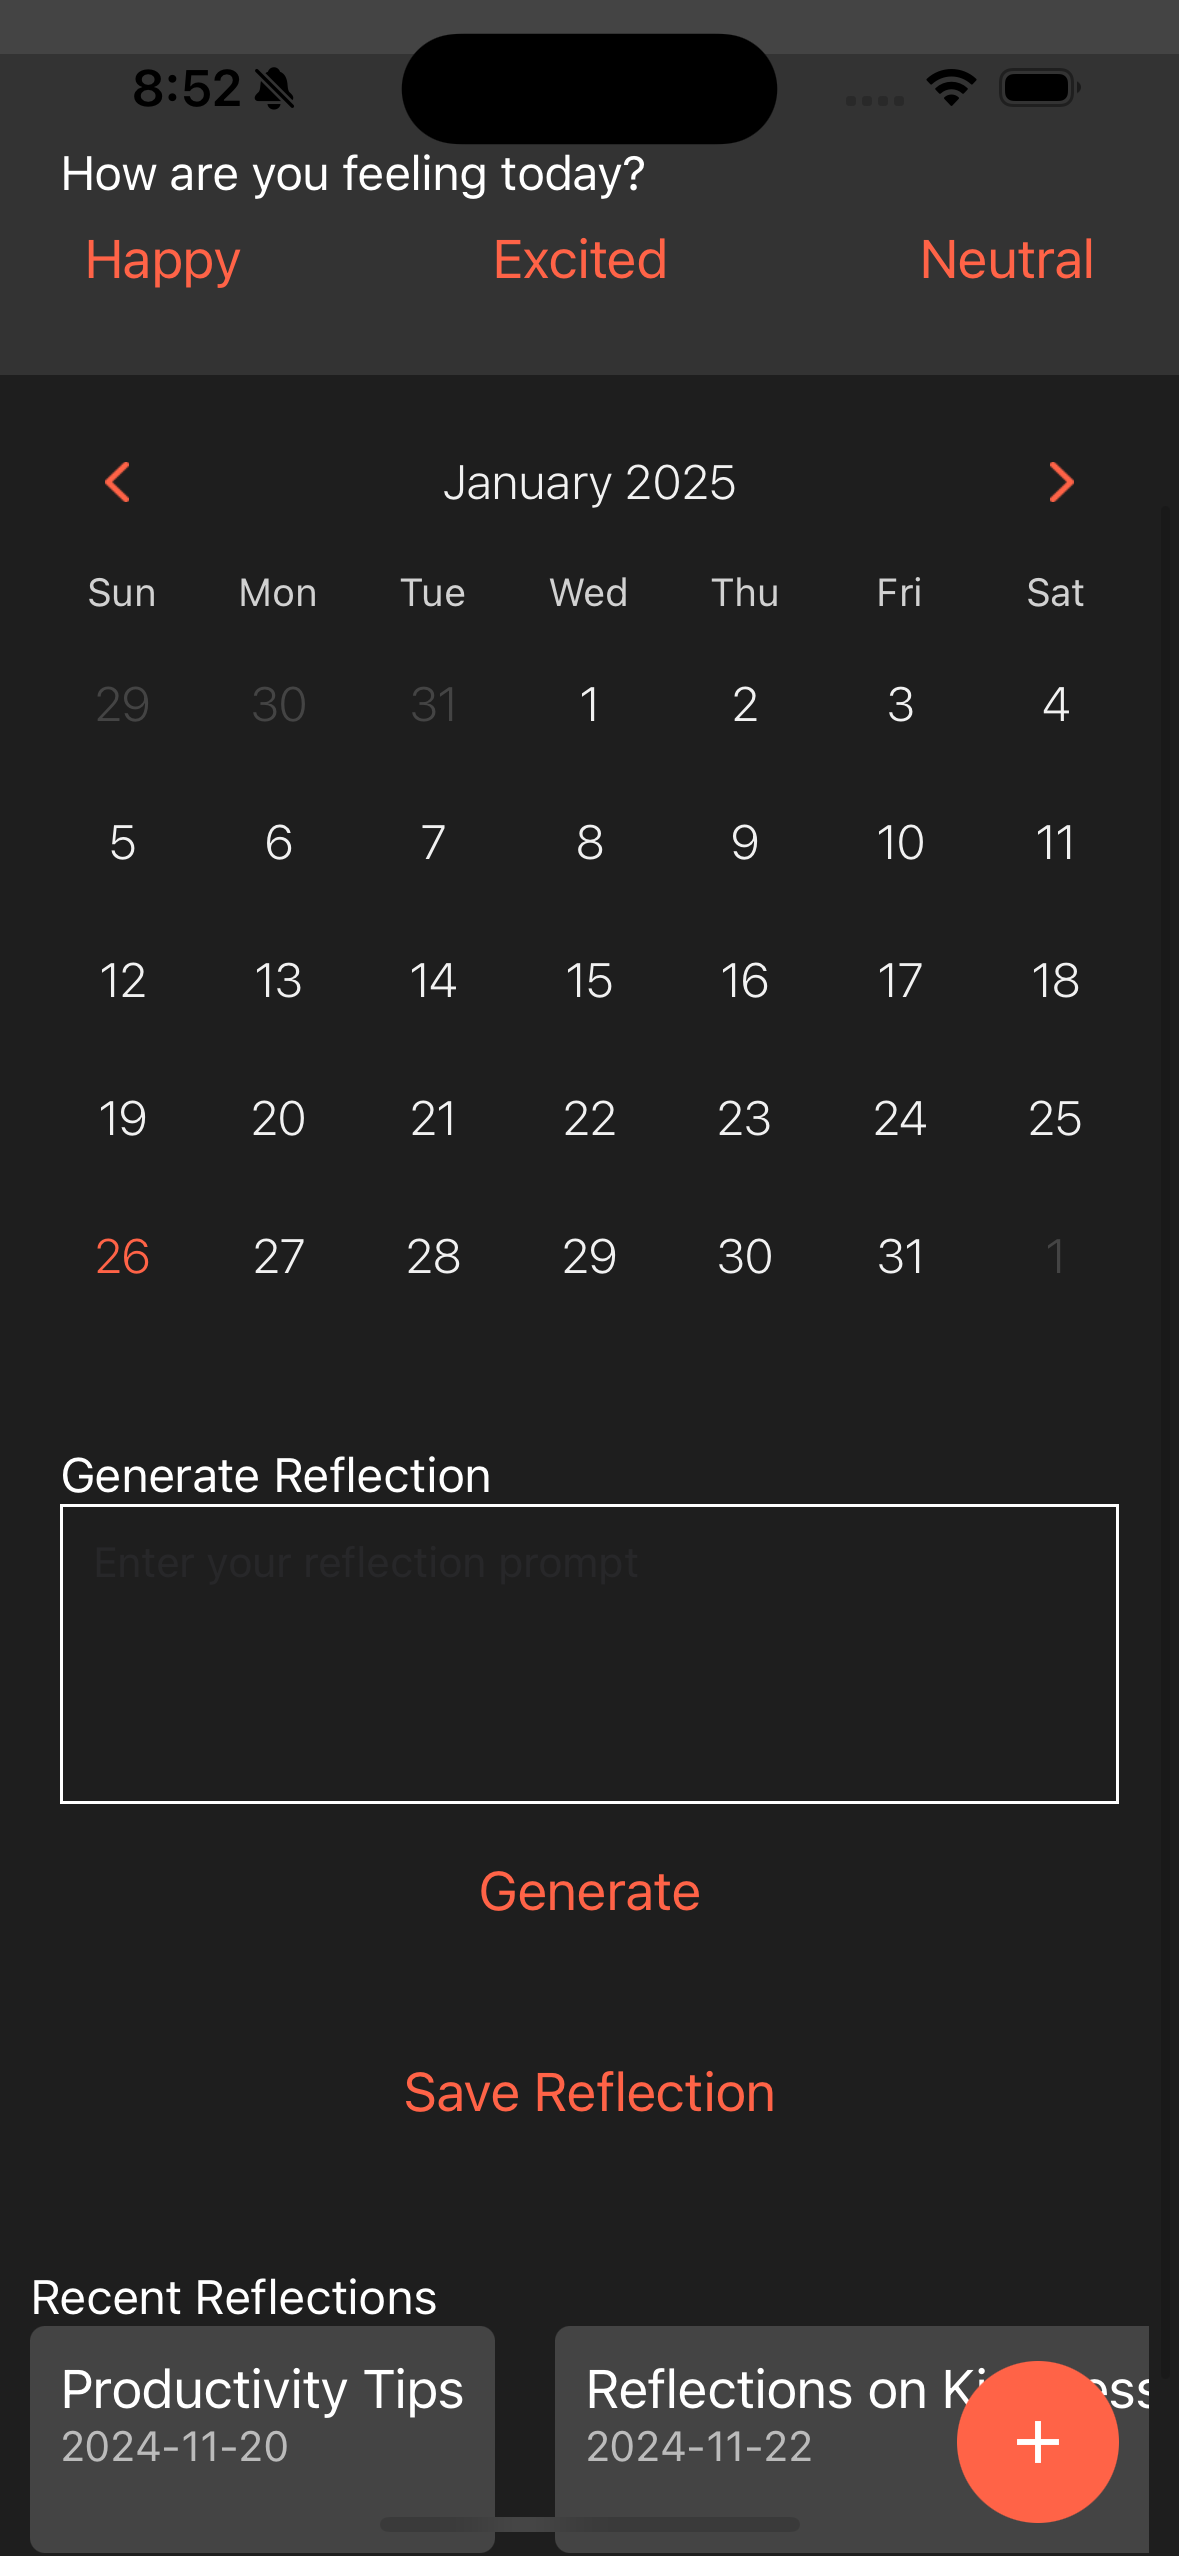 8:52
How are you feeling today?
Happy Excited Neutral
January 2025
Sun Mon Tue Wed Thu Fri Sat
29 30 31 1 2 3 4
5 6 7 8 9 10 11
12 13 14 15 16 17 18
19 20 21 22 23 24 25
26 27 28 29 30 31 1
Generate Reflection
Enter your reflection prompt
Generate
Save Reflection
Recent Reflections
Productivity Tips
2024-11-20
Reflections on
2024-11-22
+